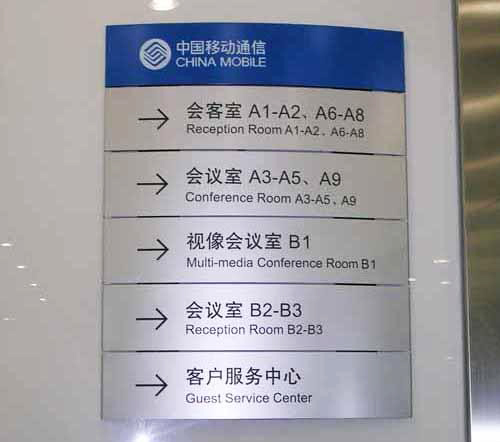 中国移动通信
CHINA MOBILE
会客室 A1-A2、A6-A8
Reception Room A1-A2、A6-A8
会议室 A3-A5、A9
Conference Room A3-A5、A9
视像会议室 B1
Multi-media Conference Room B1
会议室 B2-B3
Reception Room B2-B3
客户服务中心
Guest Service Center